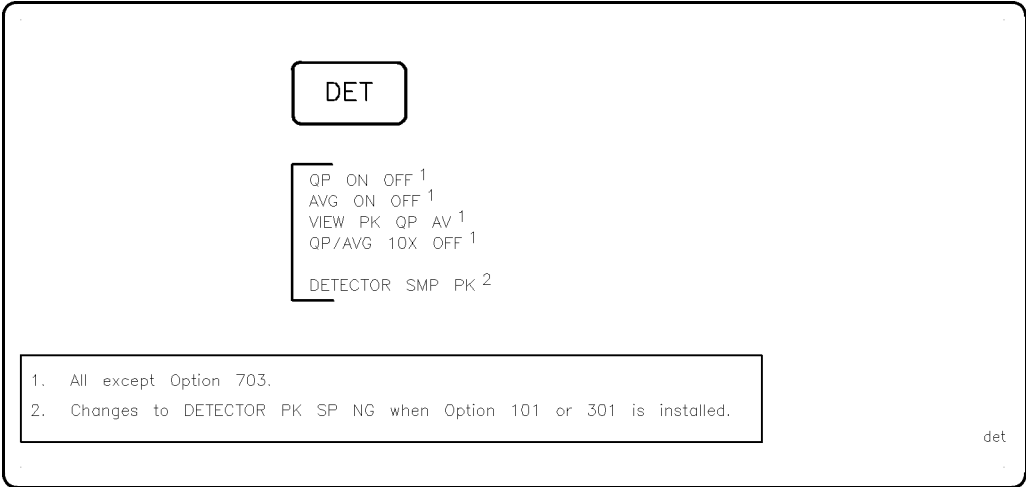 DET
QP ON OFF 1
AVG ON OFF 1
VIEW PK QP AV 1
QP/AVG 10X OFF 1
DETECTOR SMP PK 2
1. All except Option 703.
2. Changes to DETECTOR PK SP NG when Option 101 or 301 is installed.
det